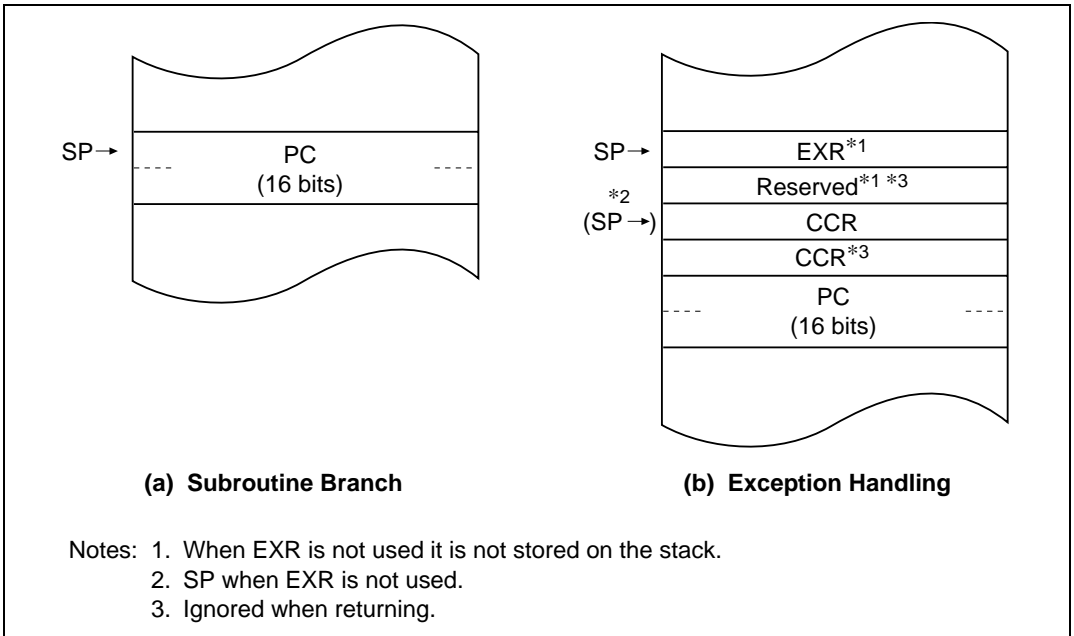 SP→
PC
(16 bits)
(a) Subroutine Branch
SP→
*2
(SP→)
EXR*1
Reserved*1 *3
CCR
CCR*3
PC
(16 bits)
(b) Exception Handling
Notes: 1. When EXR is not used it is not stored on the stack.
2. SP when EXR is not used.
3. Ignored when returning.